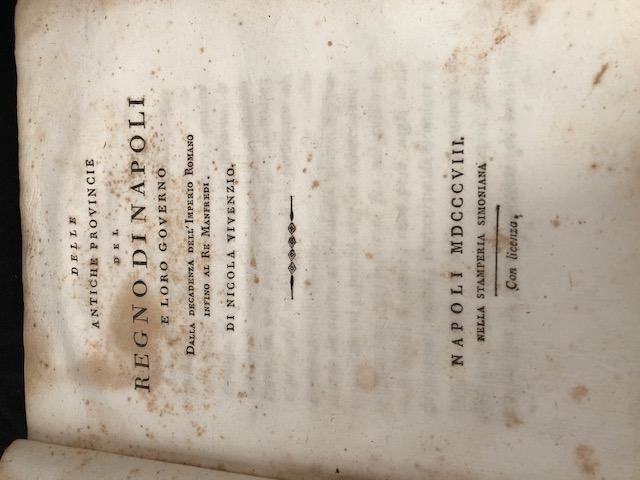 DELLE
ANTICHE PROVINCIE
DEL
REGNO DI NAPOLI
E LORO GOVERNO
DALLA DECADENZA DELL' IMPERIO ROMANO
INFINO AL RE MANFREDI.
DI NICOLA VIVENZIO.
NAPOLI MDCCCVIII.
NELLA STAMPERIA SIMONIANA
Con licenza.